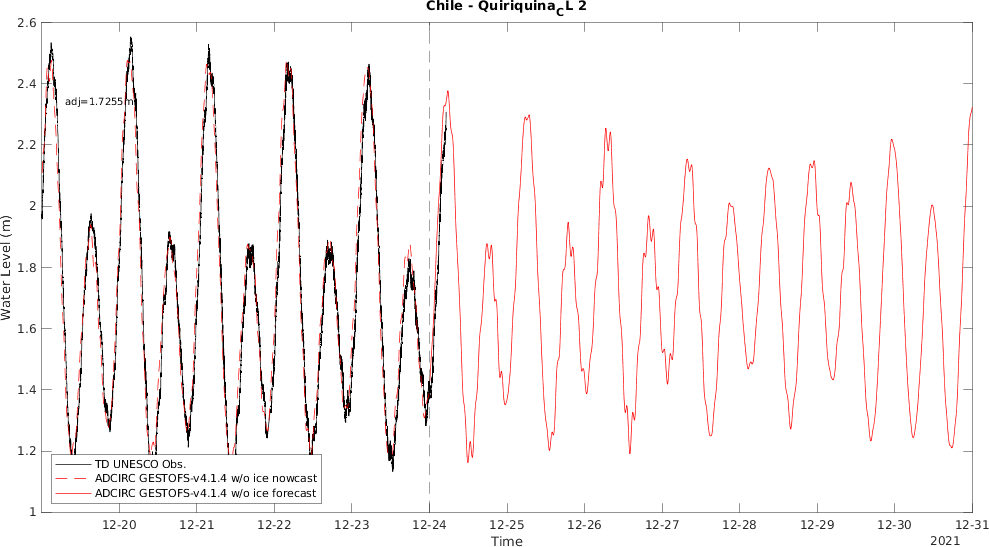 Chile - Quiriquina_CL 2
2.6
2.4
adj=1.7255m
2.2
2
1.8
1.6
1.4
1.2
1
Water Level (m)
TD UNESCO Obs.
ADCIRC GESTOFS-v4.1.4 w/o ice nowcast
ADCIRC GESTOFS-v4.1.4 w/o ice forecast
12-20 12-21 12-22 12-23 12-24 12-25 12-26 12-27 12-28 12-29 12-30 12-31
Time
2021